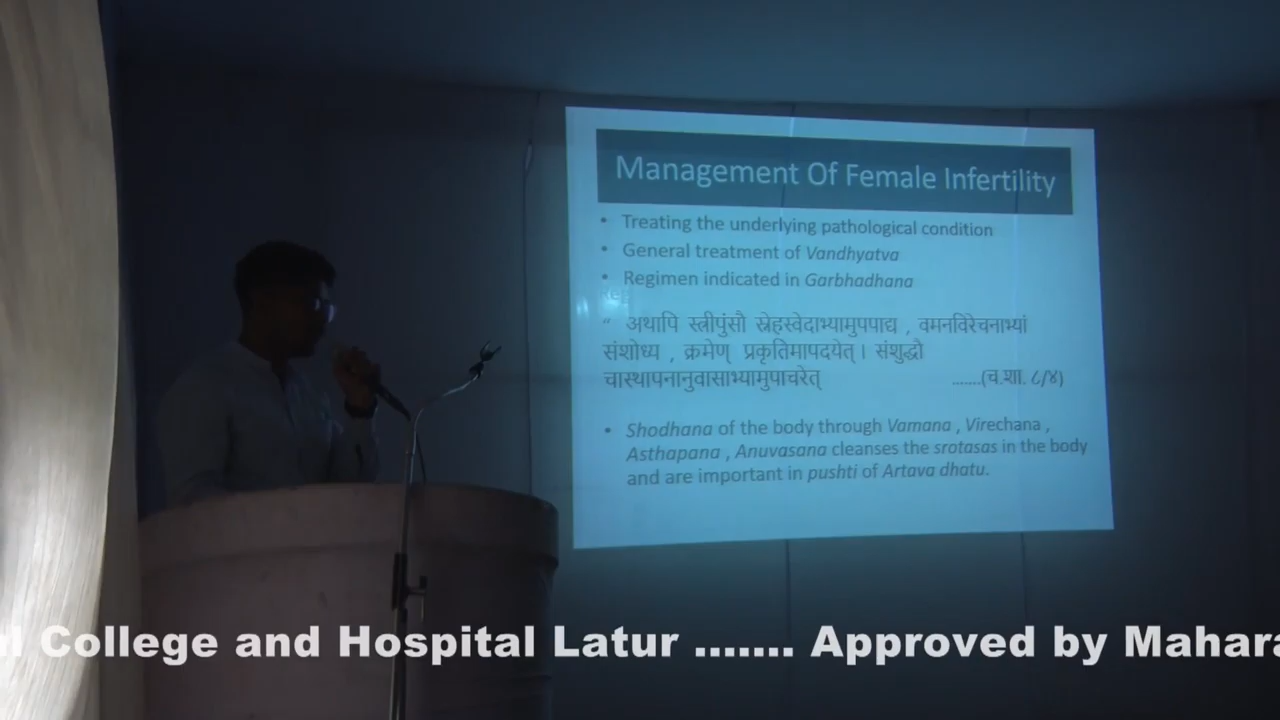 Management Of Female Infertility
• Treating the underlying pathological condition
• General treatment of Vandhyatva
• Regimen indicated in Garbhadhana
“ अथापि स्त्रीपुंसौ स्नेहस्वेदाभ्यामुपपाद्य , वमनविरेचनाभ्यां
संशोध्य , क्रमेण् प्रकृतिमापदयेत् । संशुद्धौ
चास्थापनानुवासाभ्यामुपाचरेत् .......(च.शा. ८/४)
• Shodhana of the body through Vamana , Virechana ,
Asthapana , Anuvasana cleanses the srotasas in the body
and are important in pushti of Artava dhatu.
College and Hospital Latur ....... Approved by Mahara